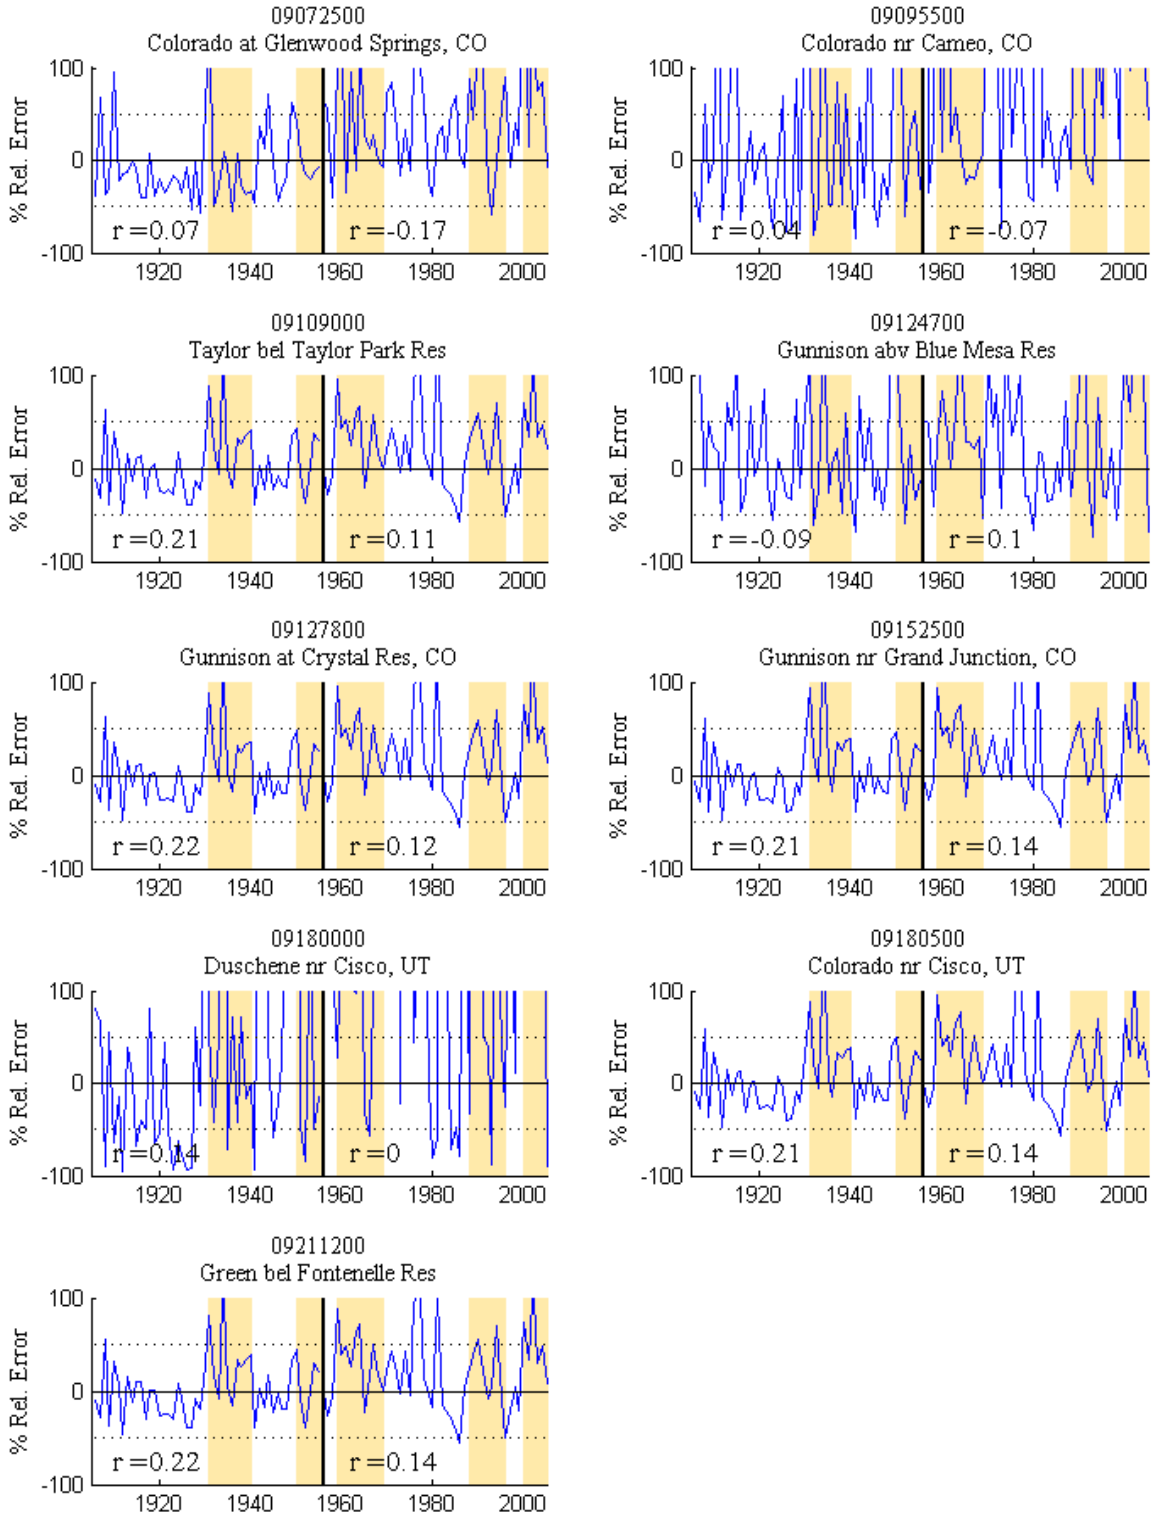 09072500
Colorado at Glenwood Springs, CO
% Rel. Error
100
0
-100
r = 0.07
r = -0.17
1920 1940 1960 1980 2000
09095500
Colorado nr Cameo, CO
% Rel. Error
100
0
-100
r = 0.04
r = -0.07
1920 1940 1960 1980 2000
09109000
Taylor bel Taylor Park Res
% Rel. Error
100
0
-100
r = 0.21
r = 0.11
1920 1940 1960 1980 2000
09124700
Gunnison abv Blue Mesa Res
% Rel. Error
100
0
-100
r = -0.09
r = 0.1
1920 1940 1960 1980 2000
09127800
Gunnison at Crystal Res, CO
% Rel. Error
100
0
-100
r = 0.22
r = 0.12
1920 1940 1960 1980 2000
09152500
Gunnison nr Grand Junction, CO
% Rel. Error
100
0
-100
r = 0.21
r = 0.14
1920 1940 1960 1980 2000
09180000
Duschene nr Cisco, UT
% Rel. Error
100
0
-100
r = 0.14
r = 0
1920 1940 1960 1980 2000
09180500
Colorado nr Cisco, UT
% Rel. Error
100
0
-100
r = 0.21
r = 0.14
1920 1940 1960 1980 2000
09211200
Green bel Fontenelle Res
% Rel. Error
100
0
-100
r = 0.22
r = 0.14
1920 1940 1960 1980 2000